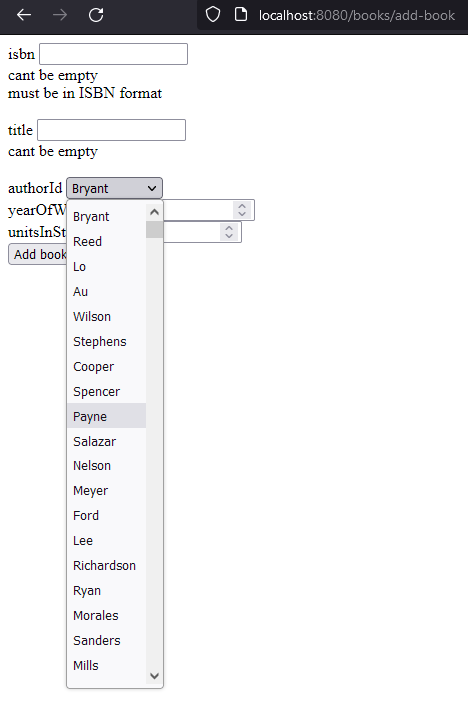 localhost:8080/books/add-book
isbn
cant be empty
must be in ISBN format
title
cant be empty
authorId Bryant
yearOfW
unitsInSt
Add book
Bryant
Reed
Lo
Au
Wilson
Stephens
Cooper
Spencer
Payne
Salazar
Nelson
Meyer
Ford
Lee
Richardson
Ryan
Morales
Sanders
Mills